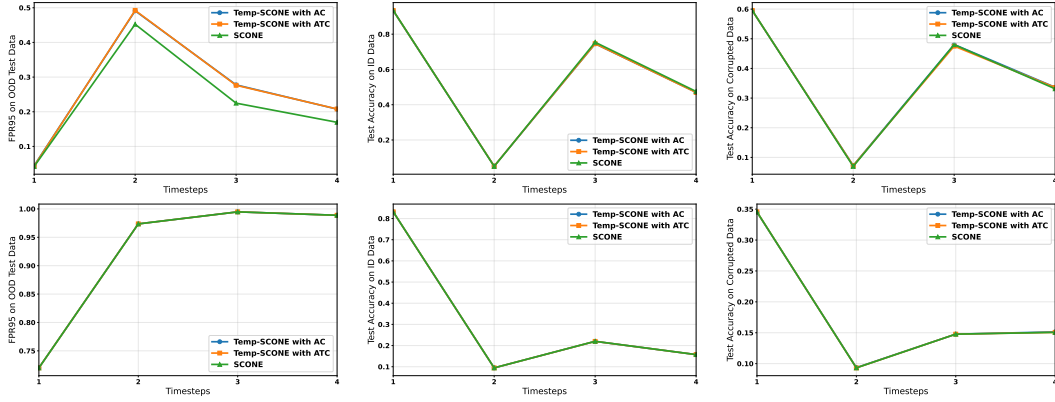 FPR95 on OOD Test Data
0.5
0.4
0.3
0.2
0.1
1
2
3
4
Timesteps
Temp-SCONE with AC
Temp-SCONE with ATC
SCONE
Test Accuracy on ID Data
0.8
0.6
0.4
0.2
1
2
3
4
Timesteps
Temp-SCONE with AC
Temp-SCONE with ATC
SCONE
Test Accuracy on Corrupted Data
0.6
0.5
0.4
0.3
0.2
0.1
1
2
3
4
Timesteps
Temp-SCONE with AC
Temp-SCONE with ATC
SCONE
FPR95 on OOD Test Data
1.00
0.95
0.90
0.85
0.80
0.75
1
2
3
4
Timesteps
Temp-SCONE with AC
Temp-SCONE with ATC
SCONE
Test Accuracy on ID Data
0.8
0.7
0.6
0.5
0.4
0.3
0.2
0.1
1
2
3
4
Timesteps
Temp-SCONE with AC
Temp-SCONE with ATC
SCONE
Test Accuracy on Corrupted Data
0.35
0.30
0.25
0.20
0.15
0.10
1
2
3
4
Timesteps
Temp-SCONE with AC
Temp-SCONE with ATC
SCONE